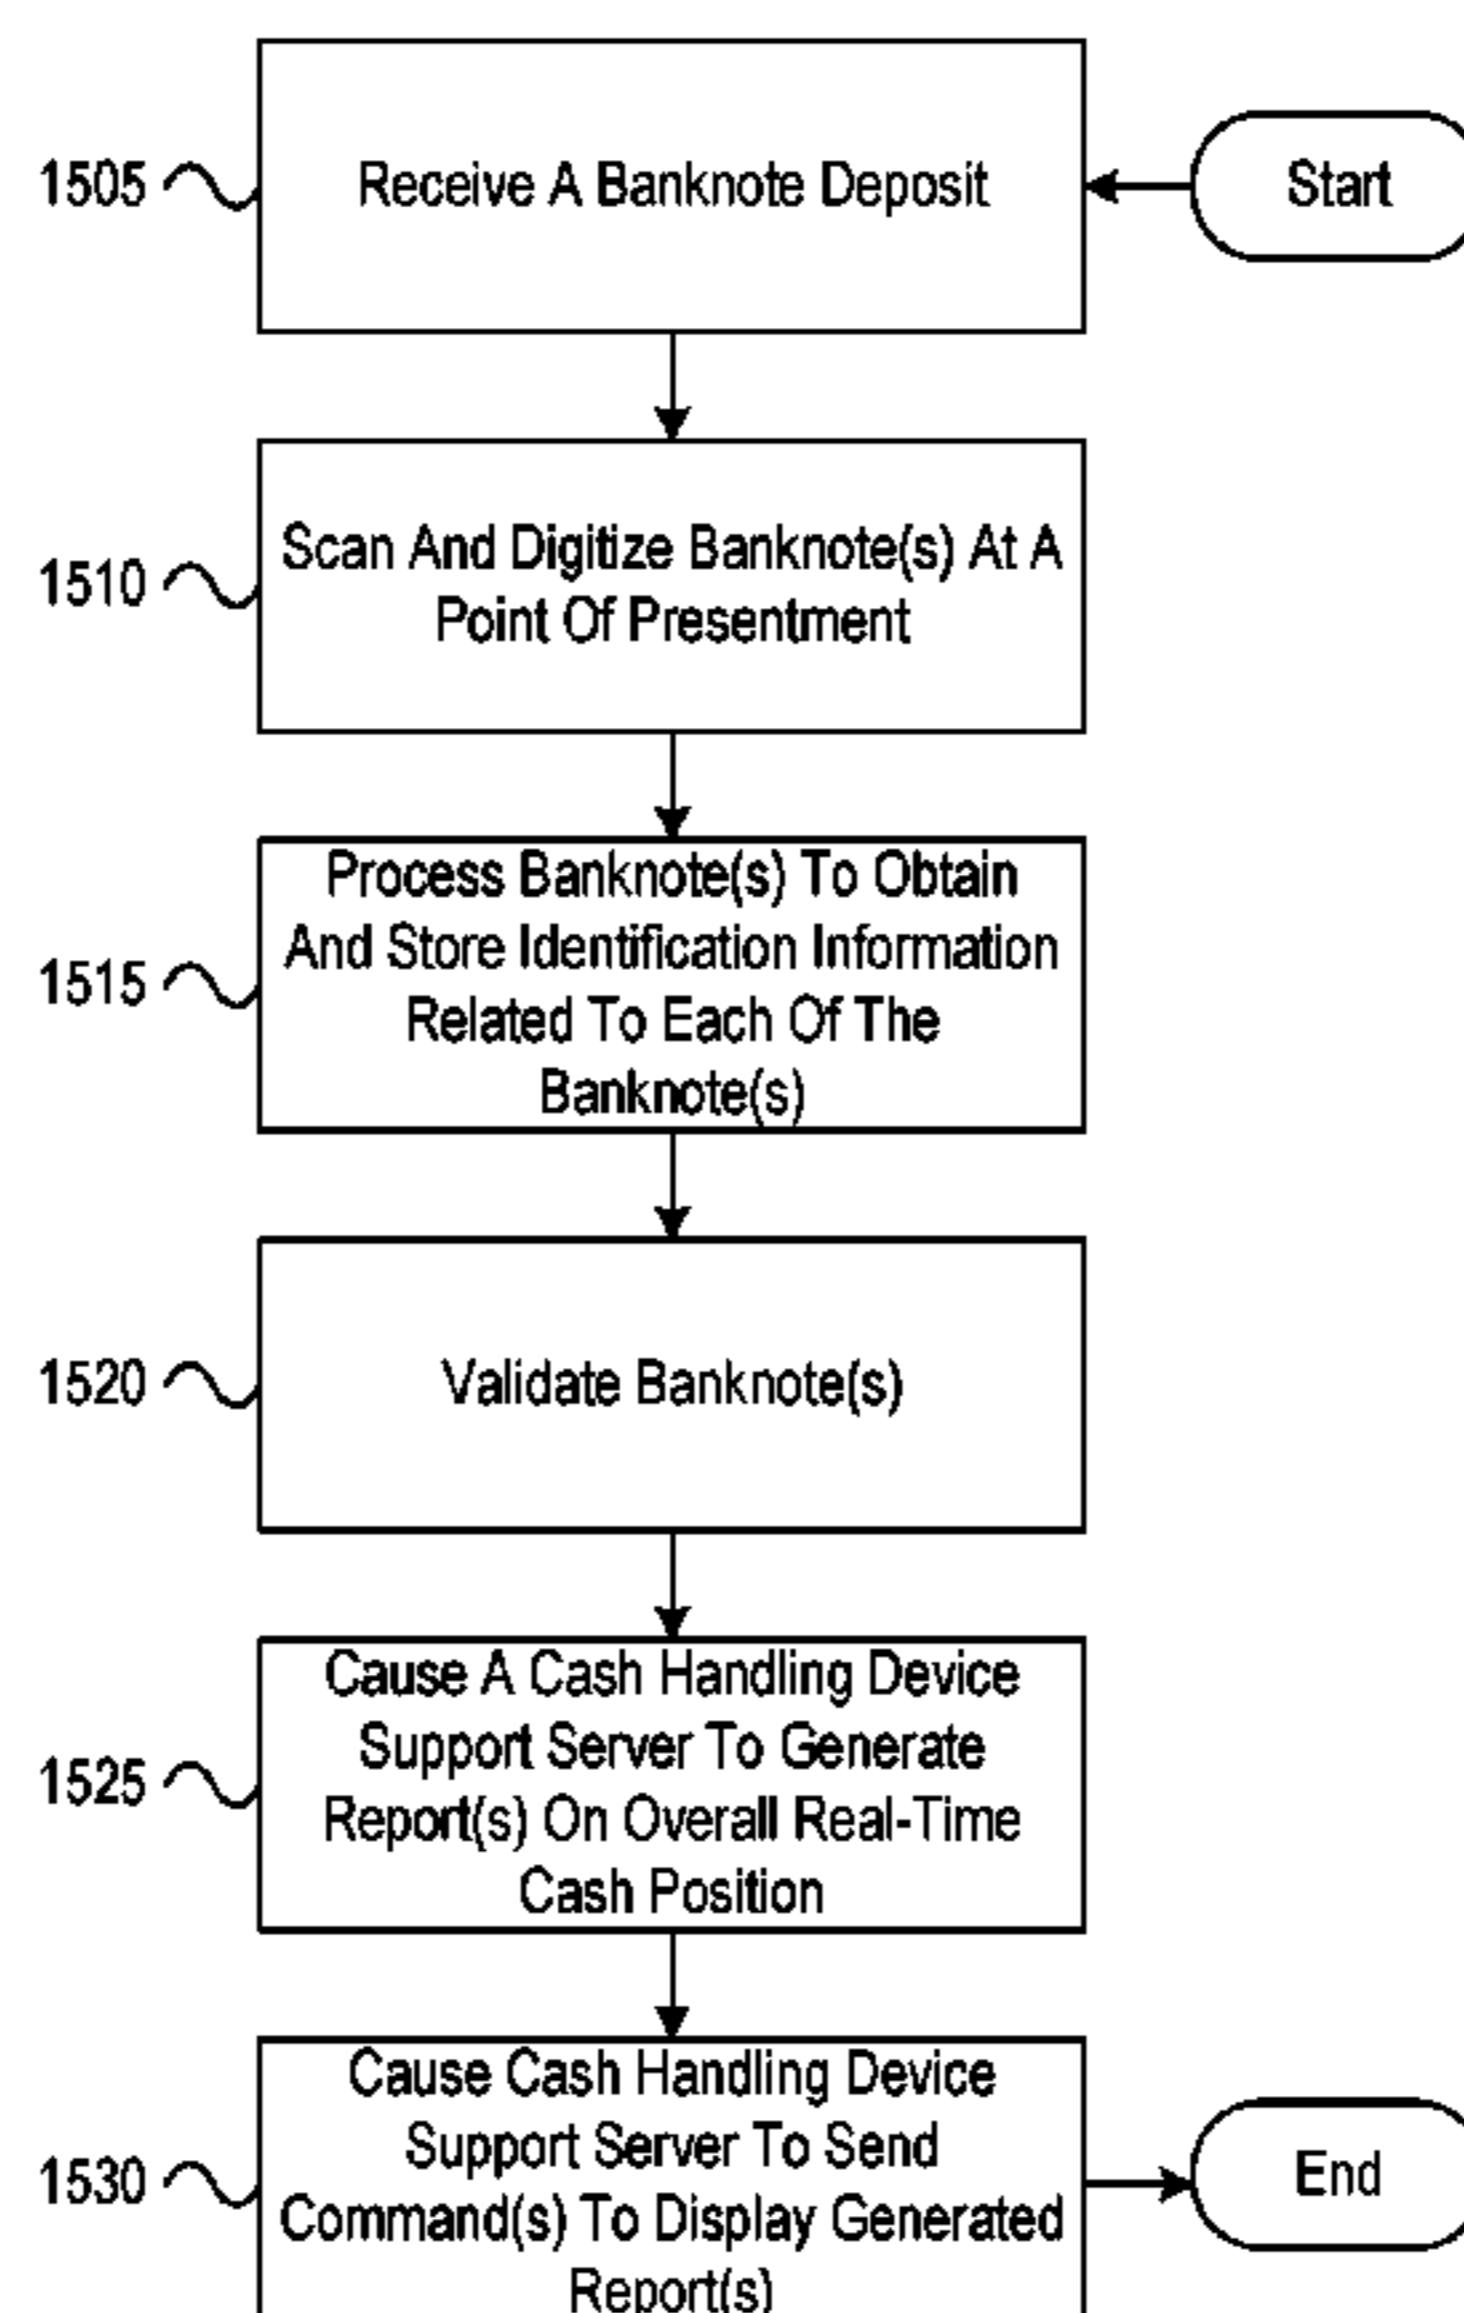 1505
Receive A Banknote Deposit
Start
1510
Scan And Digitize Banknote(s) At A
Point Of Presentment
1515
Process Banknote(s) To Obtain
And Store Identification Information
Related To Each Of The
Banknote(s)
1520
Validate Banknote(s)
1525
Cause A Cash Handling Device
Support Server To Generate
Report(s) On Overall Real-Time
Cash Position
1530
Cause Cash Handling Device
Support Server To Send
Command(s) To Display Generated
Report(s)
End